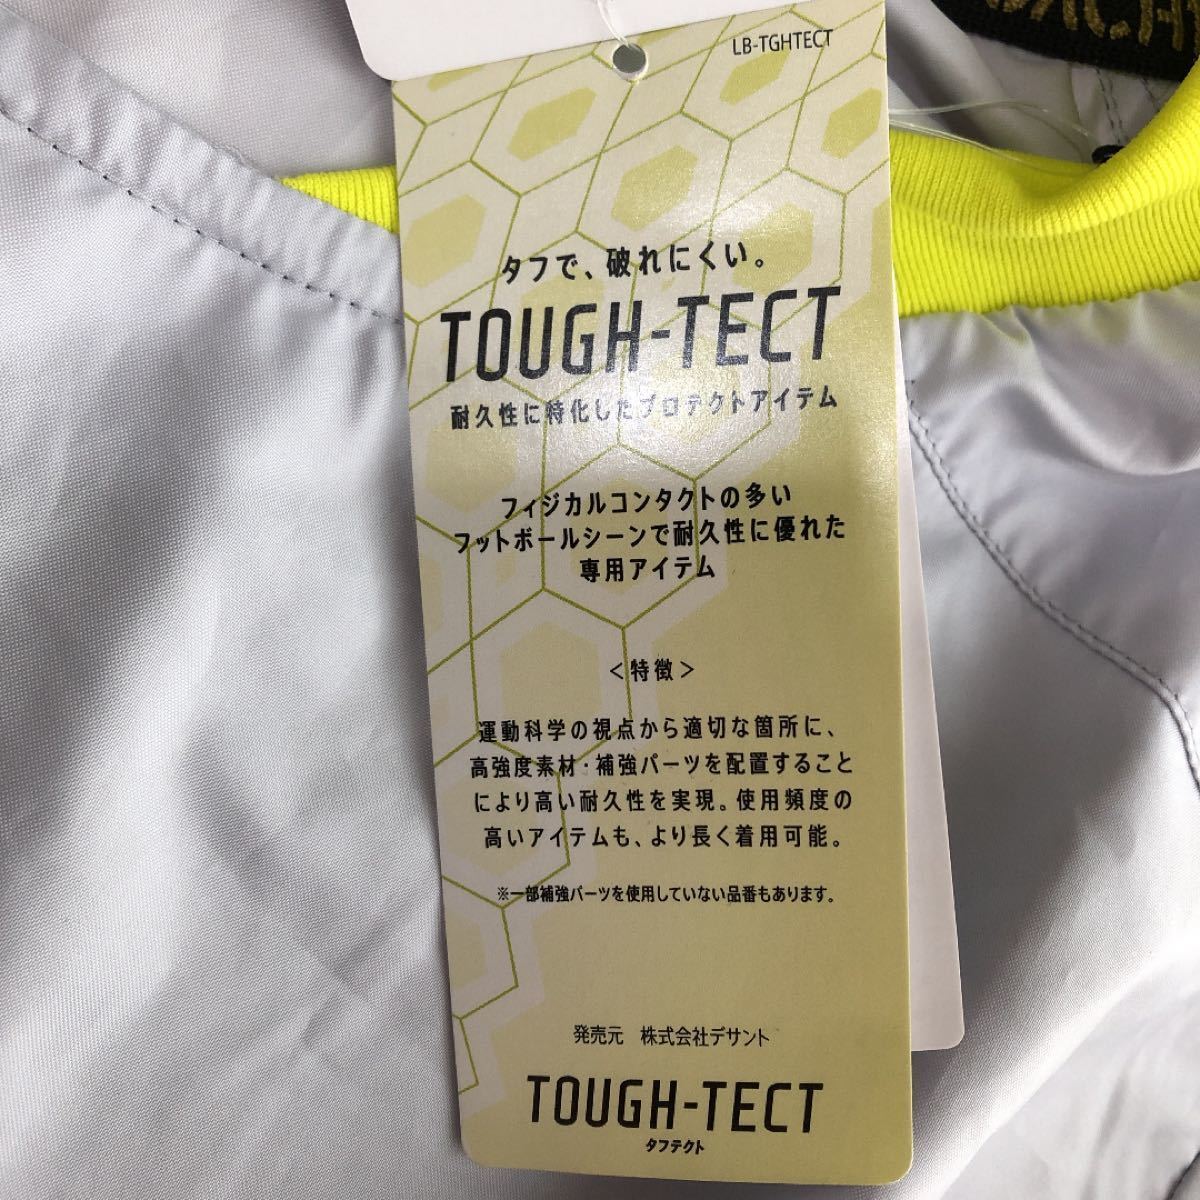 LB-TGHTECT
タフで、破れにくい。
TOUGH-TECT
耐久性に特化したプロテクトアイテム
フィジカルコンタクトの多い
フットボールシーンで耐久性に優れた
専用アイテム
＜特徴＞
運動科学の視点から適切な箇所に、
高強度素材・補強パーツを配置すること
により高い耐久性を実現。使用頻度の
高いアイテムも、より長く着用可能。
※一部補強パーツを使用していない品番もあります。
発売元　株式会社デサント
TOUGH-TECT
タフテクト